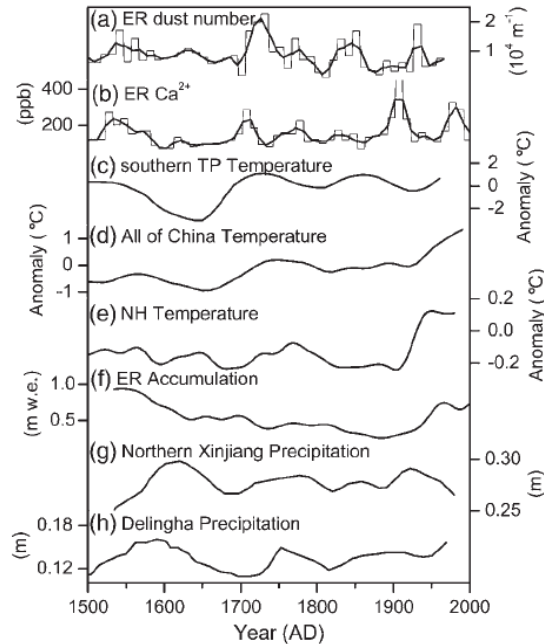 (a) ER dust number
2
1
(10⁴ m⁻¹)
400
200
(ppb)
(b) ER Ca²⁺
(c) southern TP Temperature
2
0
-2
Anomaly (°C)
(d) All of China Temperature
1
0
-1
Anomaly (°C)
(e) NH Temperature
0.2
0.0
-0.2
Anomaly (°C)
(f) ER Accumulation
1.0
0.5
(m w.e.)
(g) Northern Xinjiang Precipitation
0.30
0.25
(m)
(h) Delingha Precipitation
0.18
0.12
(m)
1500 1600 1700 1800 1900 2000
Year (AD)